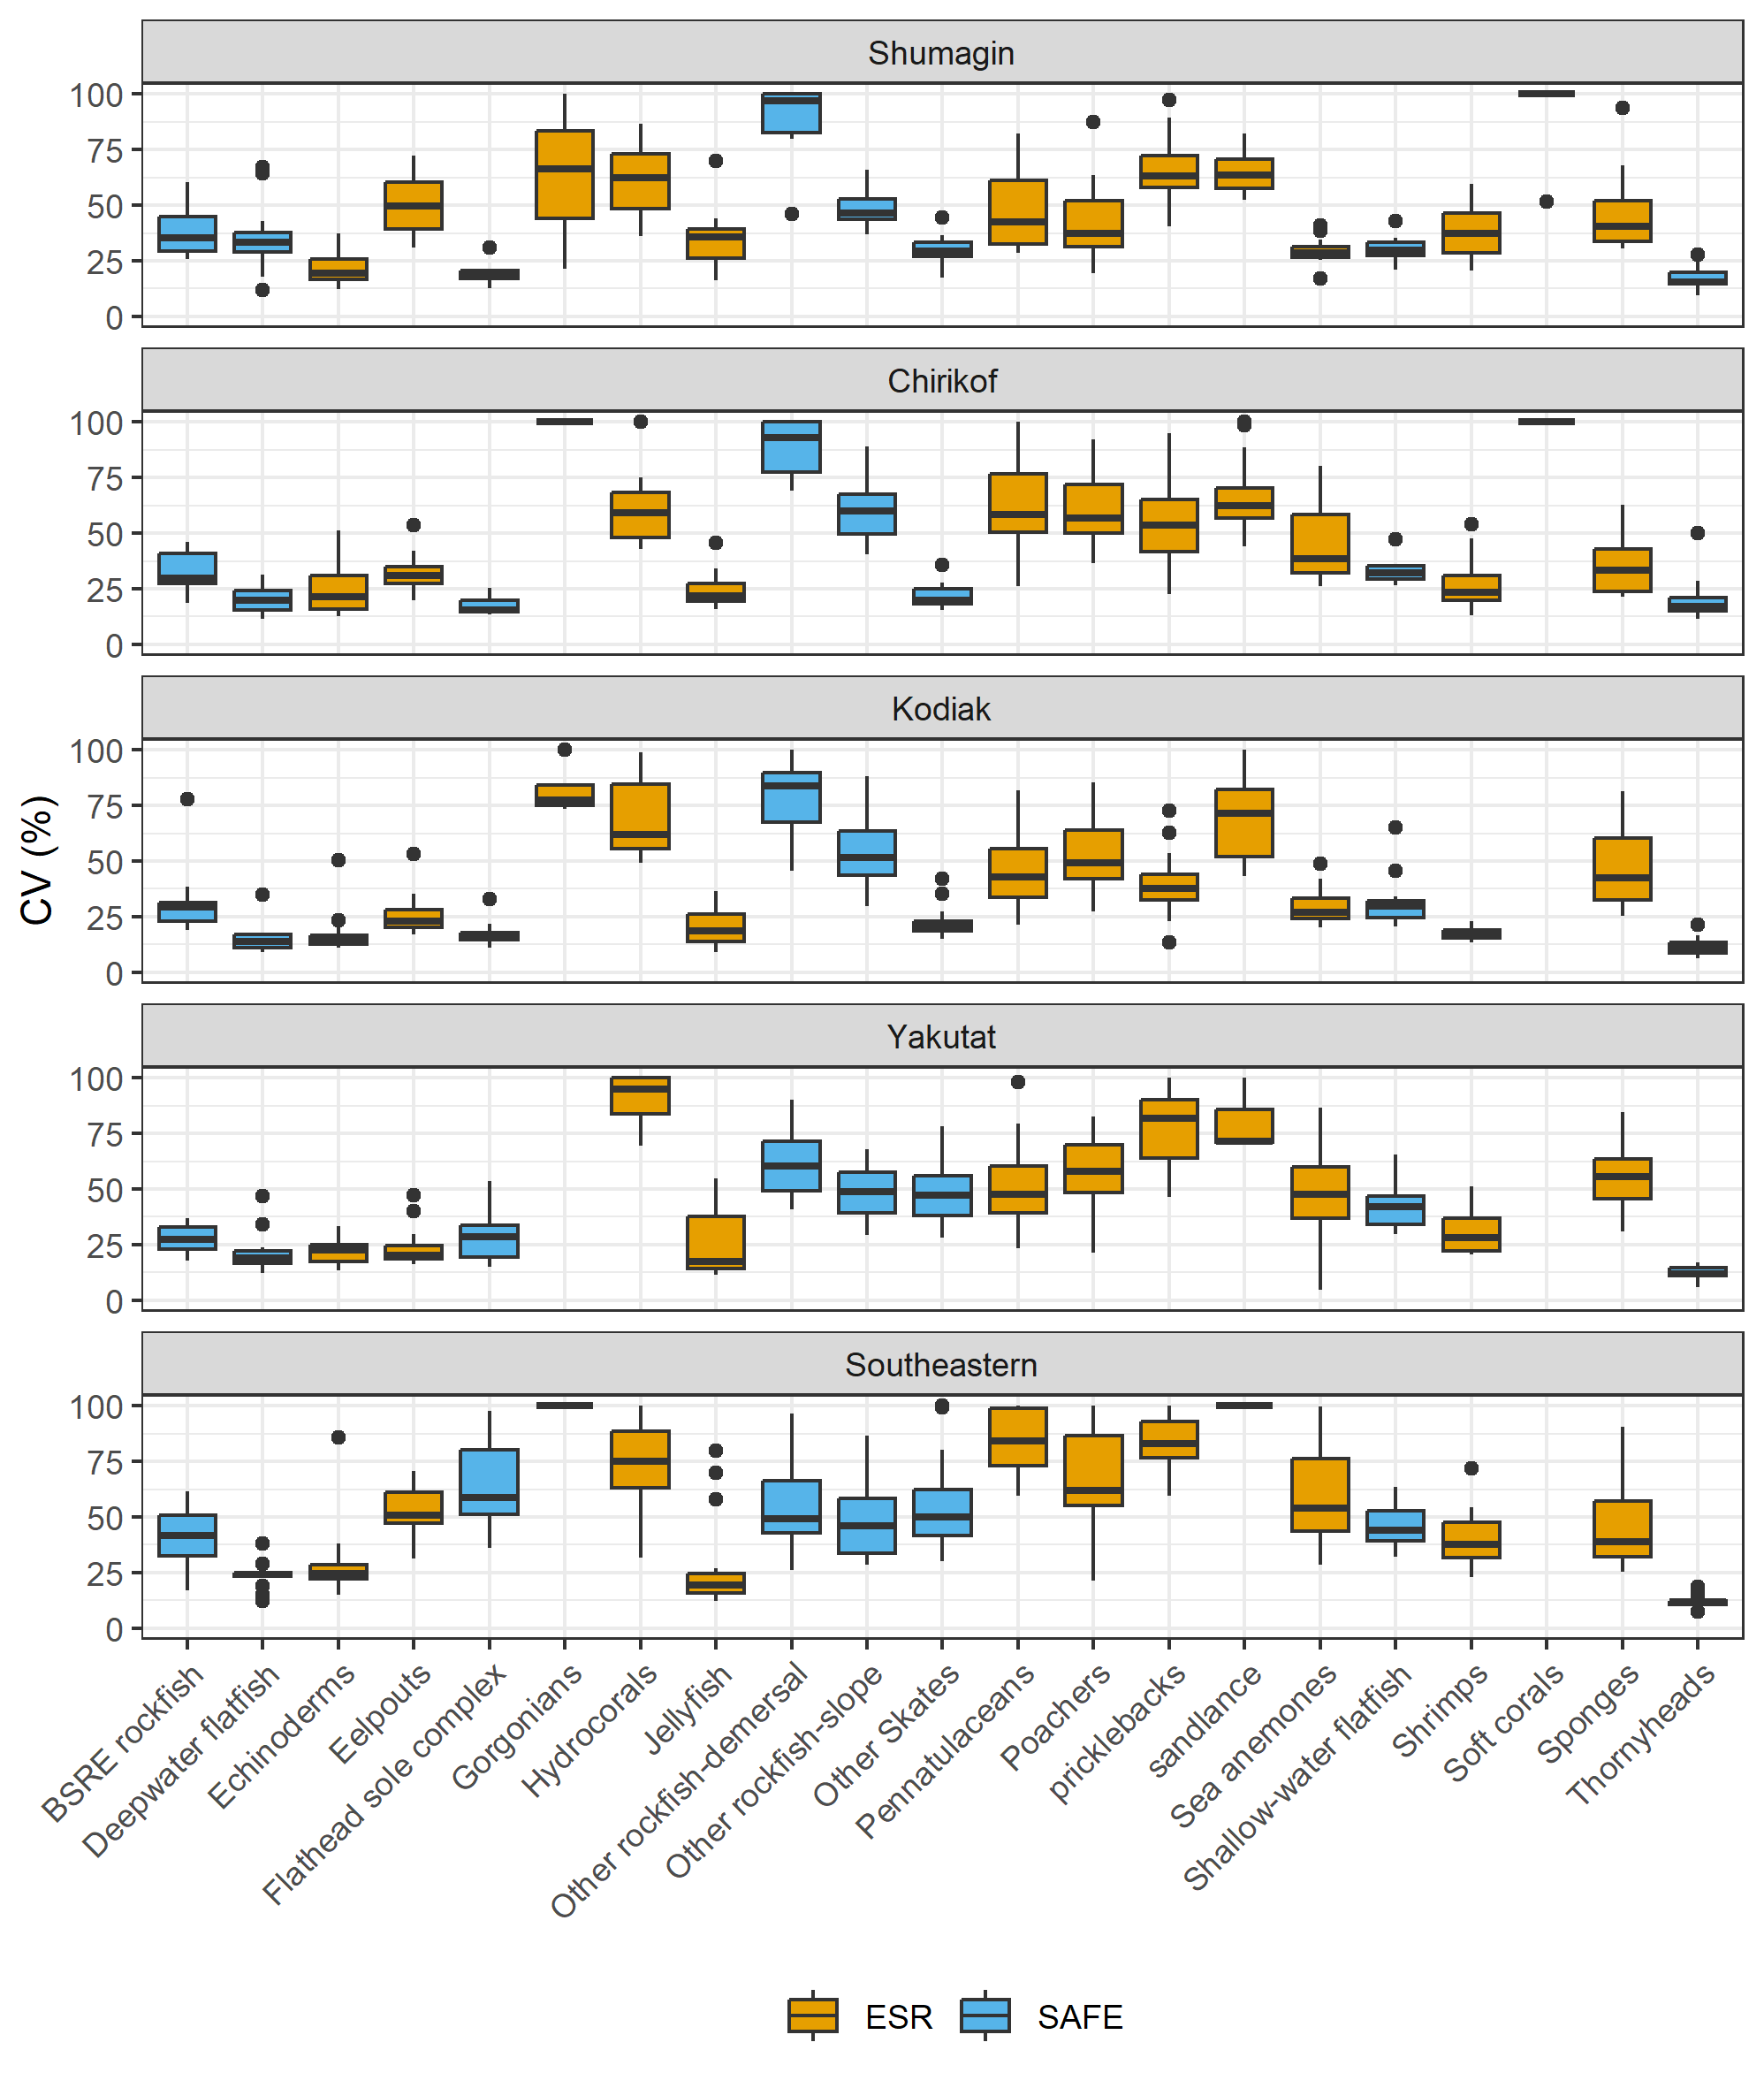 Shumagin
100
75
50
25
0
Chirikof
100
75
50
25
0
Kodiak
100
75
50
25
0
CV (%)
Yakutat
100
75
50
25
0
Southeastern
100
75
50
25
0
BSRE rockfish
Deepwater flatfish
Echinoderms
Eelpouts
Flathead sole complex
Gorgonians
Hydrocorals
Jellyfish
Other rockfish-demersal
Other rockfish-slope
Other Skates
Pennatulaceans
Poachers
pricklebacks
sandlance
Sea anemones
Shallow-water flatfish
Shrimps
Soft corals
Sponges
Thornyheads
ESR SAFE